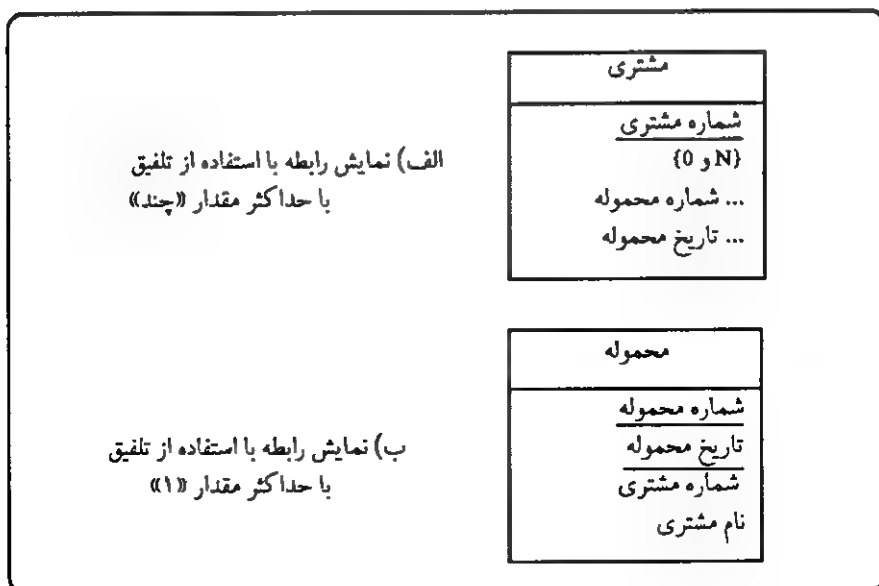 مشتری
شماره مشتری
{0 و N}
... شماره محموله
... تاریخ محموله
الف) نمایش رابطه با استفاده از تلفیق
با حداکثر مقدار «چند»
محموله
شماره محموله
تاریخ محموله
شماره مشتری
نام مشتری
ب) نمایش رابطه با استفاده از تلفیق
با حداکثر مقدار «۱»